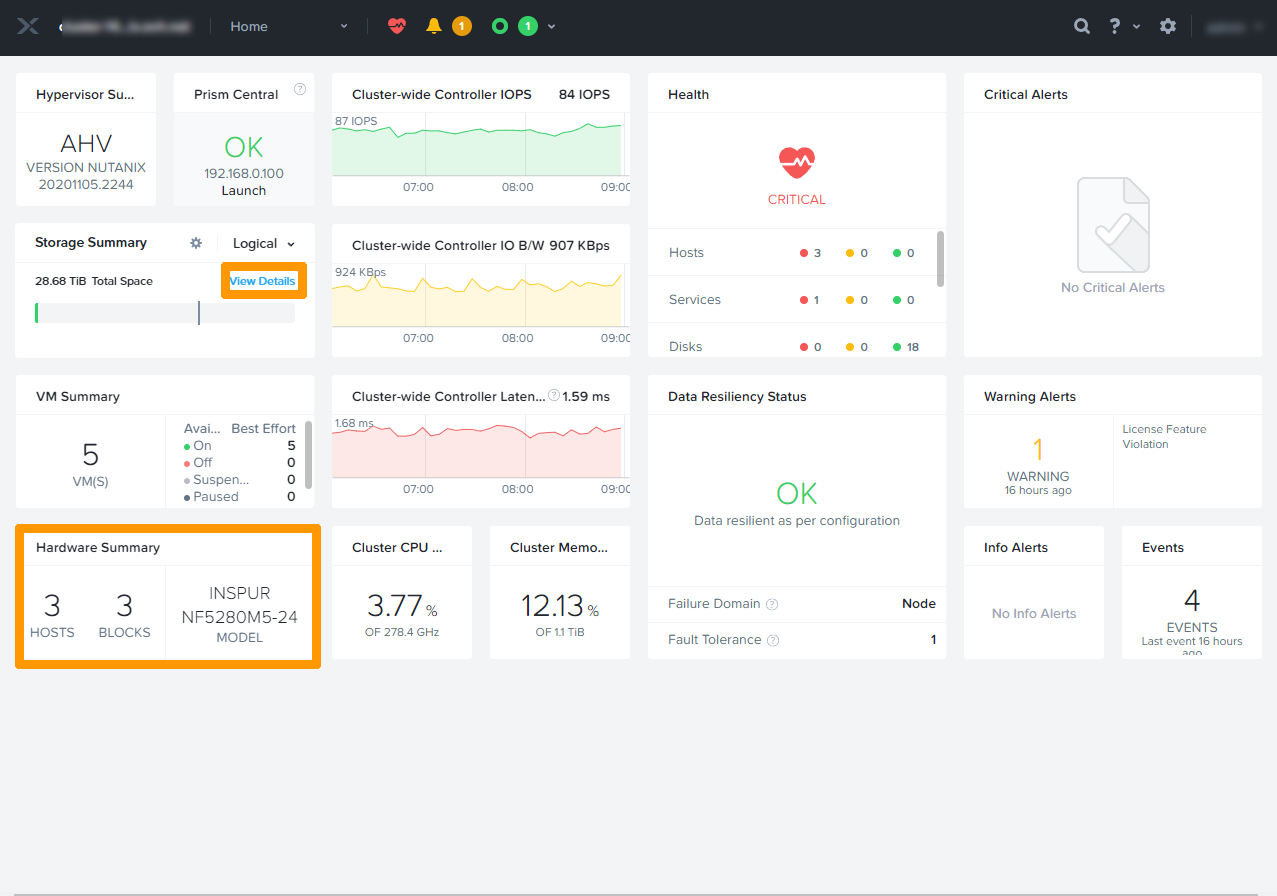 Home
1
1
?
Hypervisor Su...
AHV
VERSION NUTANIX
20201105.2244
Prism Central
?
OK
192.168.0.100
Launch
Cluster-wide Controller IOPS 84 IOPS
87 IOPS
07:00 08:00 09:00
Health
CRITICAL
Hosts 3 0 0
Services 1 0 0
Disks 0 0 18
Critical Alerts
No Critical Alerts
Storage Summary Logical
28.68 TiB Total Space View Details
Cluster-wide Controller IO B/W 907 KBps
924 KBps
07:00 08:00 09:00
VM Summary
5
VM(S)
Avai... Best Effort
On 5
Off 0
Suspen... 0
Paused 0
Cluster-wide Controller Laten... ? 1.59 ms
1.68 ms
07:00 08:00 09:00
Data Resiliency Status
OK
Data resilient as per configuration
Failure Domain ? Node
Fault Tolerance ? 1
Warning Alerts
1
WARNING
16 hours ago
License Feature
Violation
Hardware Summary
3
HOSTS
3
BLOCKS
INSPUR
NF5280M5-24
MODEL
Cluster CPU ...
3.77 %
OF 278.4 GHz
Cluster Memo...
12.13 %
OF 1.1 TiB
Info Alerts
No Info Alerts
Events
4
EVENTS
Last event 16 hours
ago